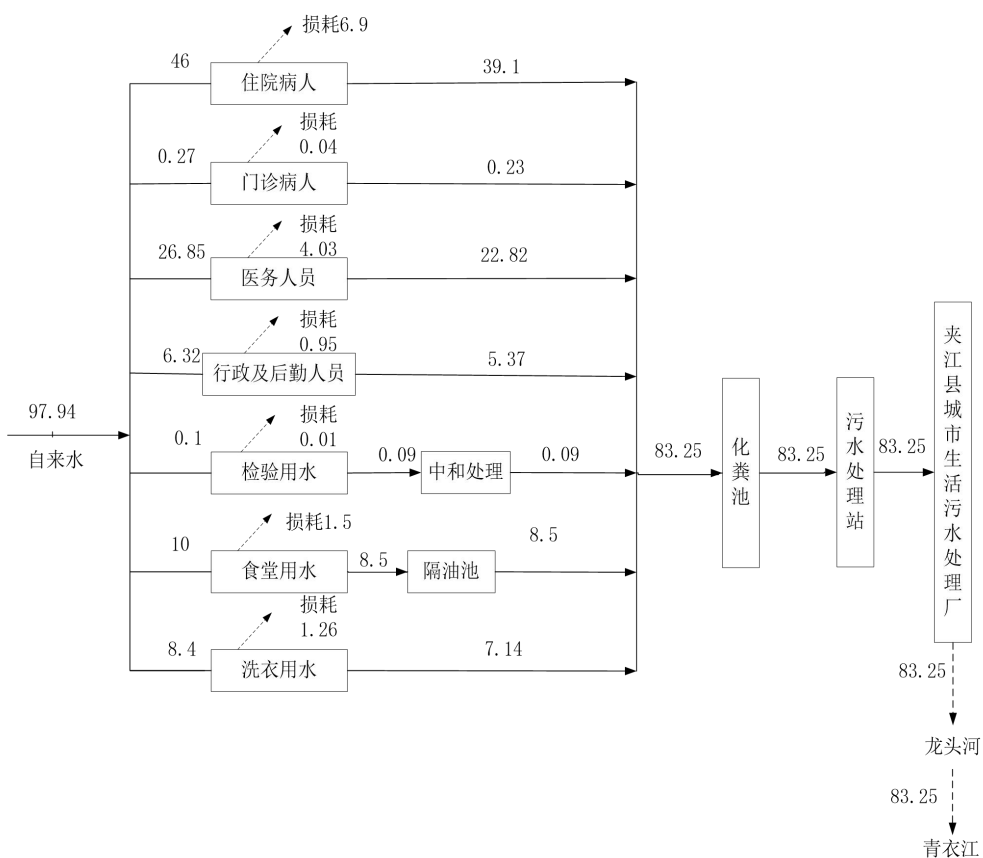 损耗6.9
46
住院病人
39.1
损耗
0.04
0.27
门诊病人
0.23
损耗
4.03
26.85
医务人员
22.82
损耗
0.95
6.32
行政及后勤人员
5.37
97.94
自来水
损耗
0.01
0.1
检验用水
0.09
中和处理
0.09
损耗1.5
10
食堂用水
8.5
隔油池
8.5
损耗
1.26
8.4
洗衣用水
7.14
83.25
化粪池
83.25
污水处理站
83.25
夹江县城市生活污水处理厂
83.25
龙头河
83.25
青衣江